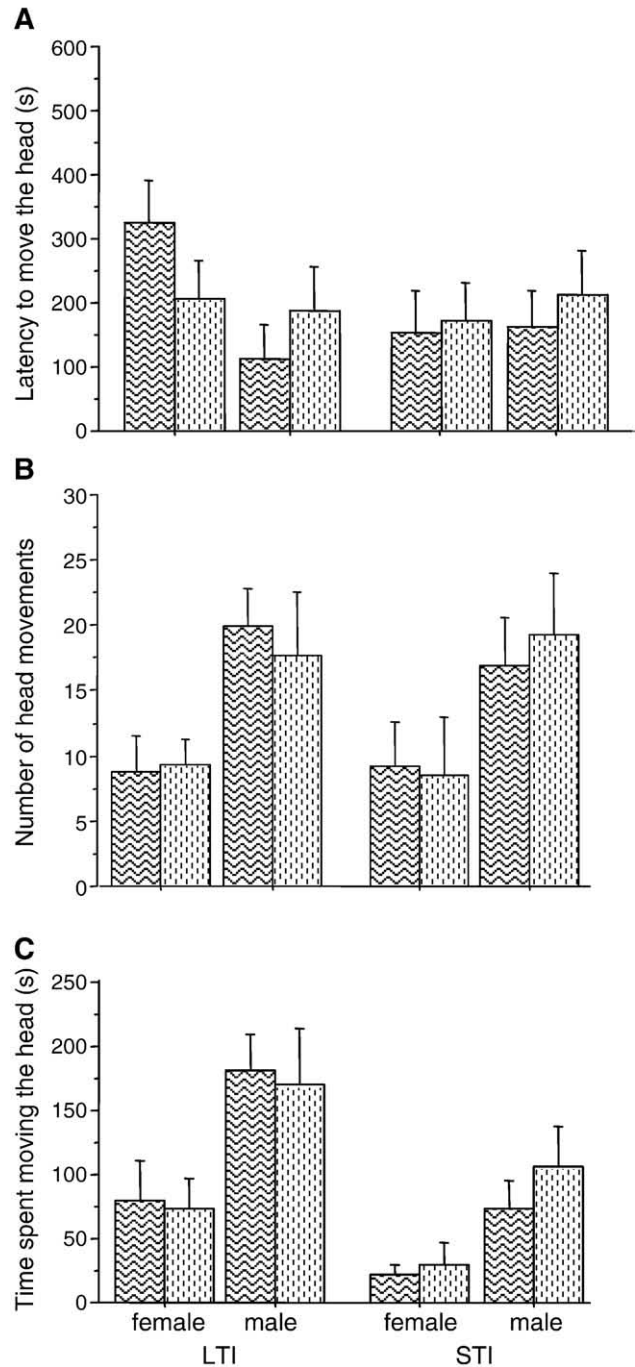 A
Latency to move the head (s)
600
500
400
300
200
100
0
B
Number of head movements
30
25
20
15
10
5
0
C
Time spent moving the head (s)
250
200
150
100
50
0
female male female male
LTI STI